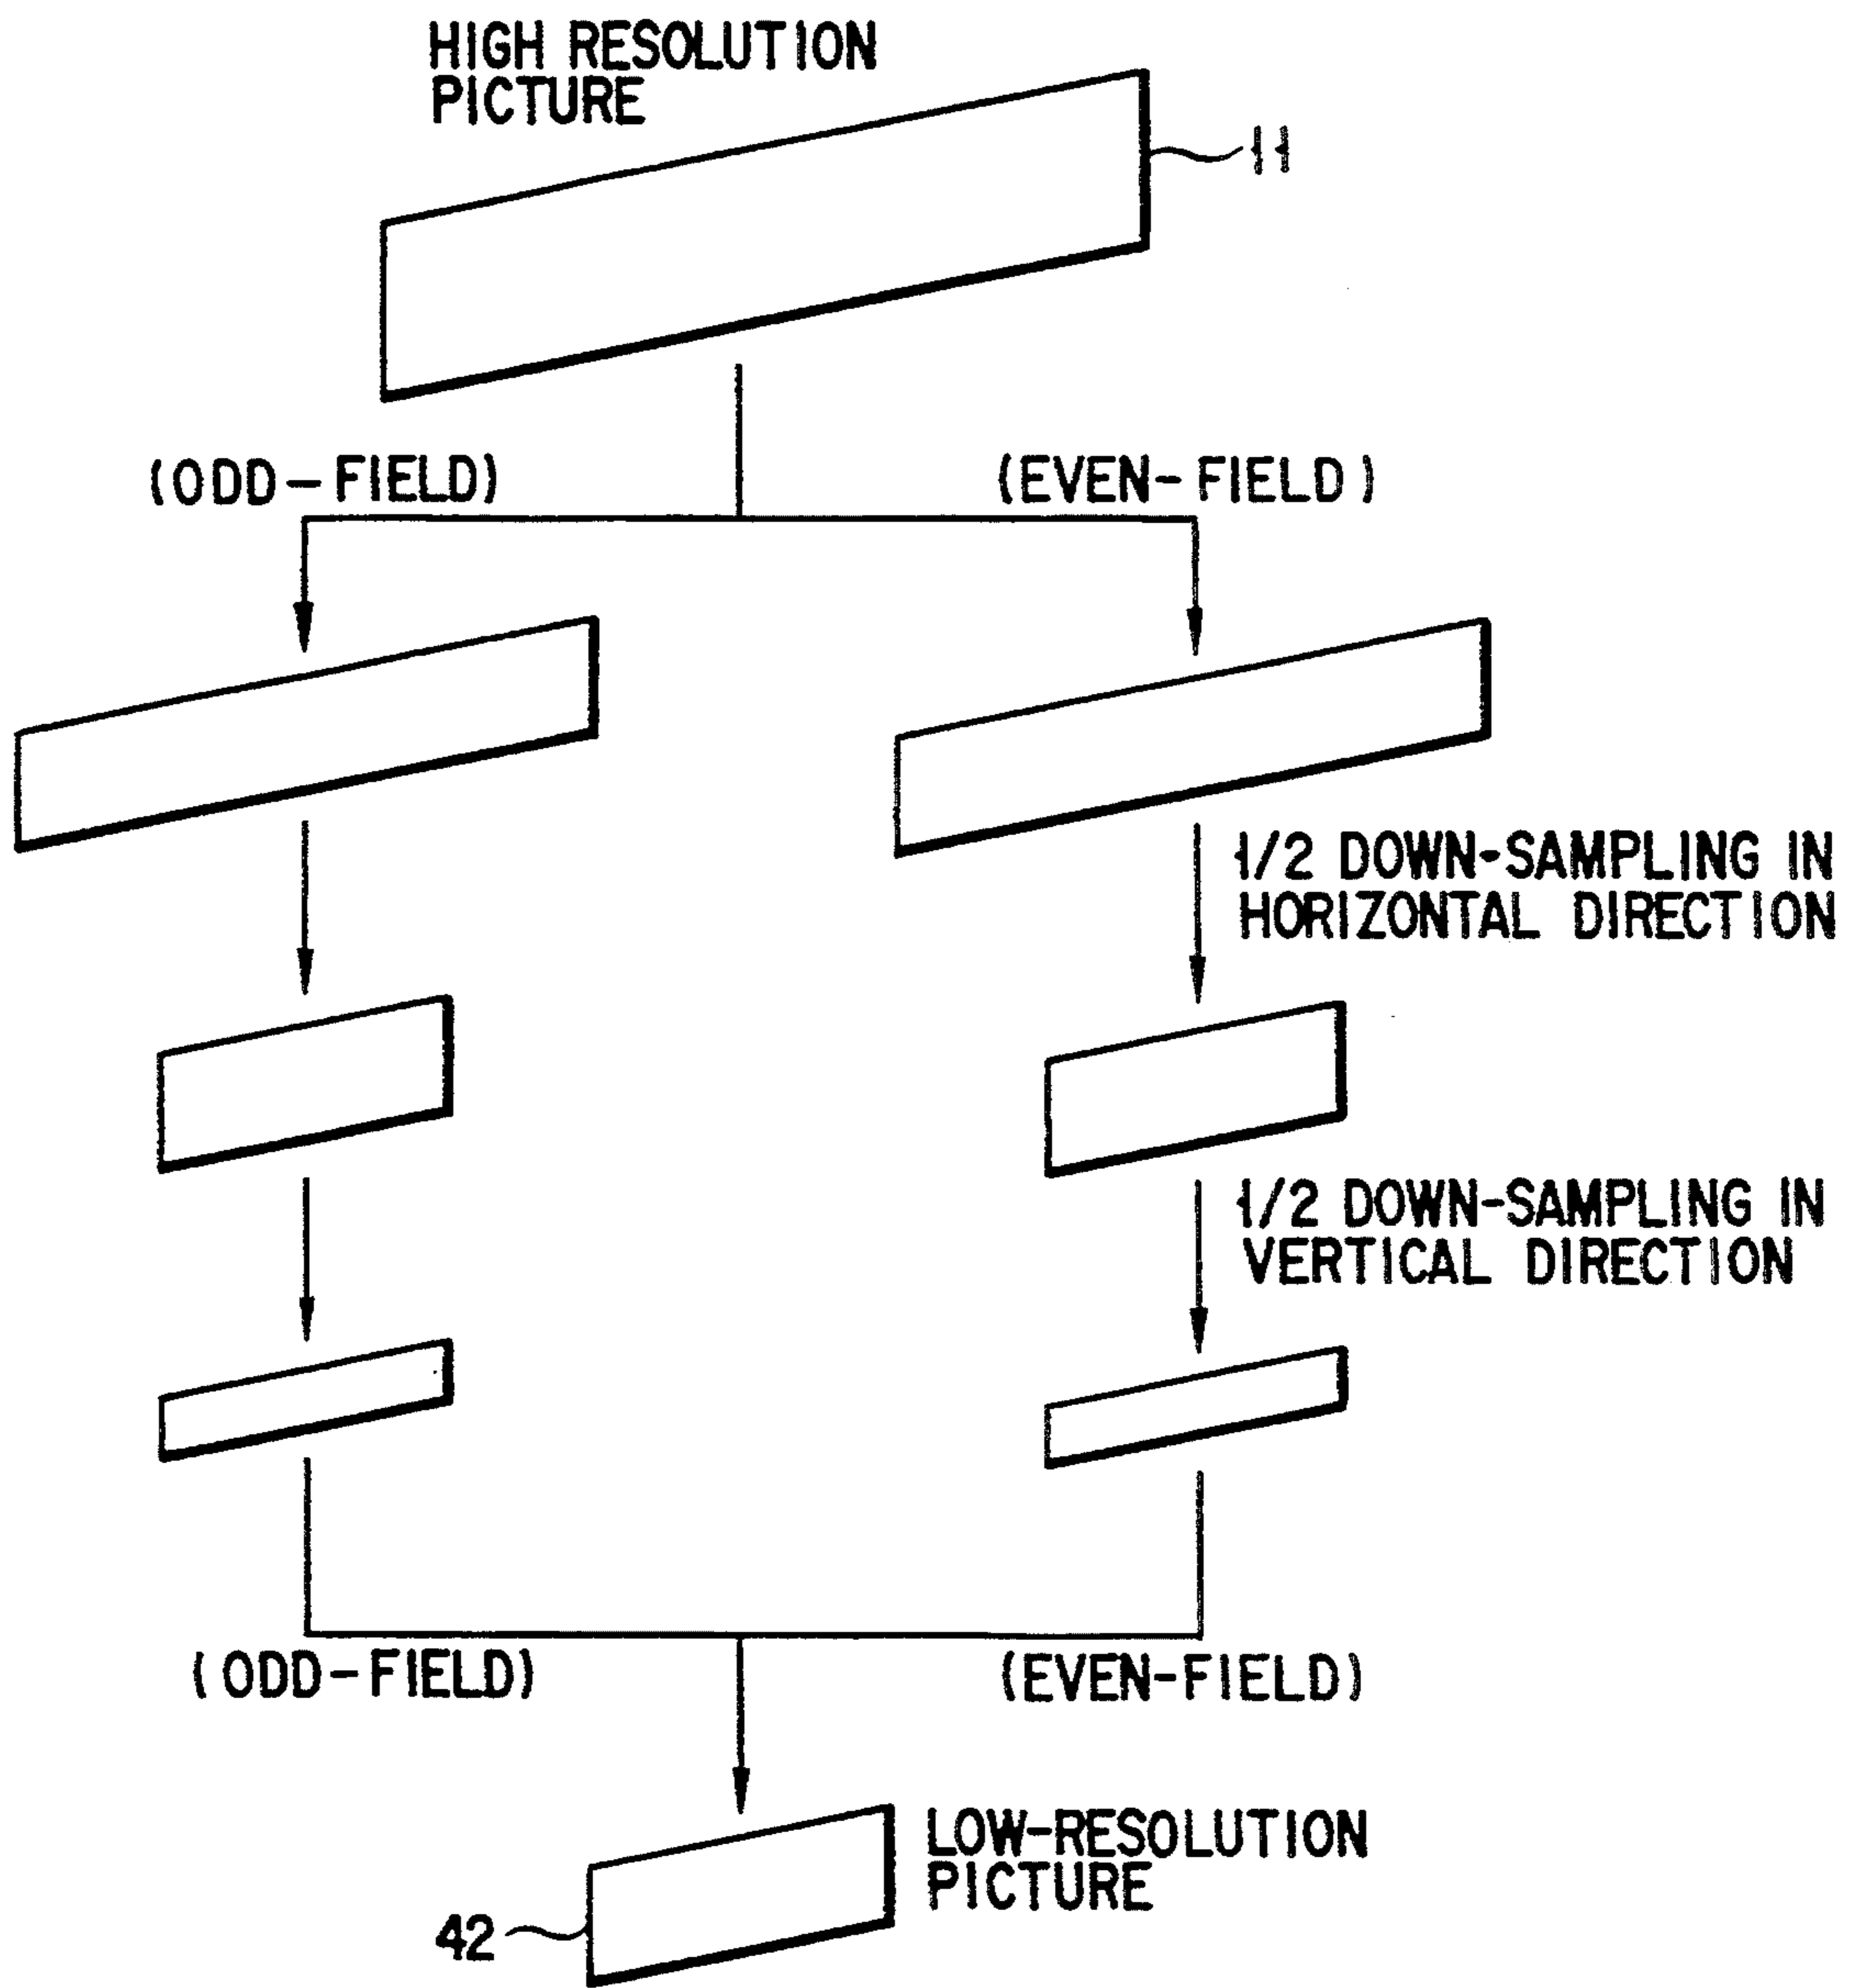 HIGH RESOLUTION
PICTURE
11
(ODD-FIELD)
(EVEN-FIELD)
1/2 DOWN-SAMPLING IN
HORIZONTAL DIRECTION
1/2 DOWN-SAMPLING IN
VERTICAL DIRECTION
(ODD-FIELD)
(EVEN-FIELD)
LOW-RESOLUTION
PICTURE
42